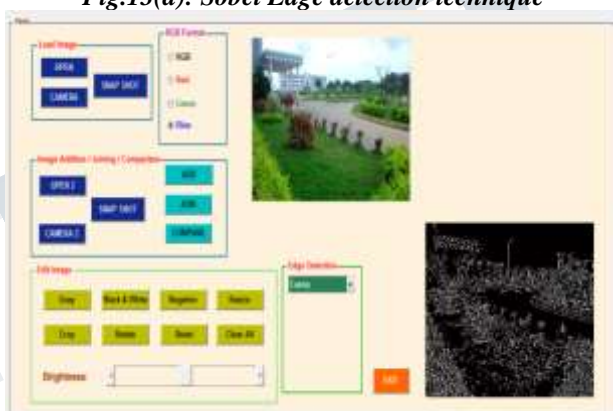 Fig.13(a): Sobel Edge detection technique
Load Image
OPEN
CAMERA
SNAP SHOT
RGB Format
RGB
Red
Green
Blue
Image Addition / Joining / Comparison
OPEN 2
SNAP SHOT
CAMERA 2
ADD
JOIN
COMPARE
Edit Image
Gray
Black & White
Negative
Crop
Rotate
Reset
Clear All
Brightness
Edge Detection
Canny
EXIT